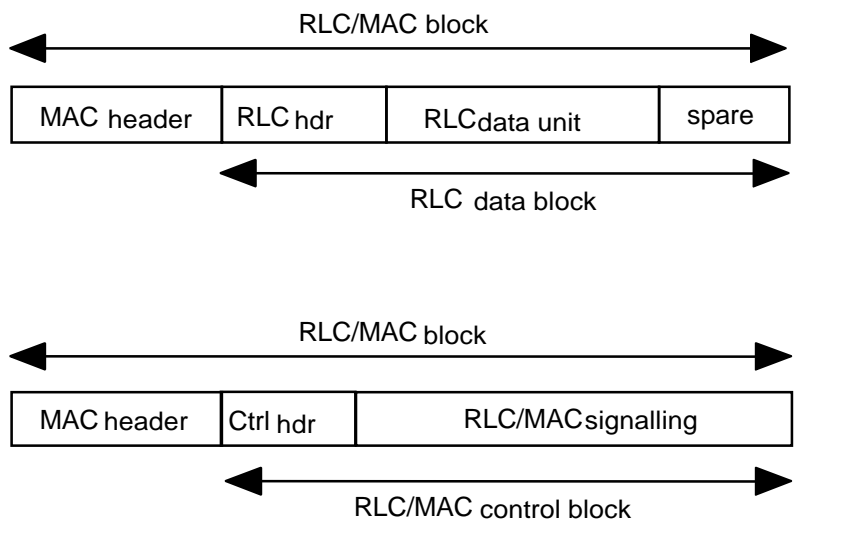 RLC/MAC block
MAC header RLC hdr RLC data unit spare
RLC data block
RLC/MAC block
MAC header Ctrl hdr RLC/MAC signalling
RLC/MAC control block